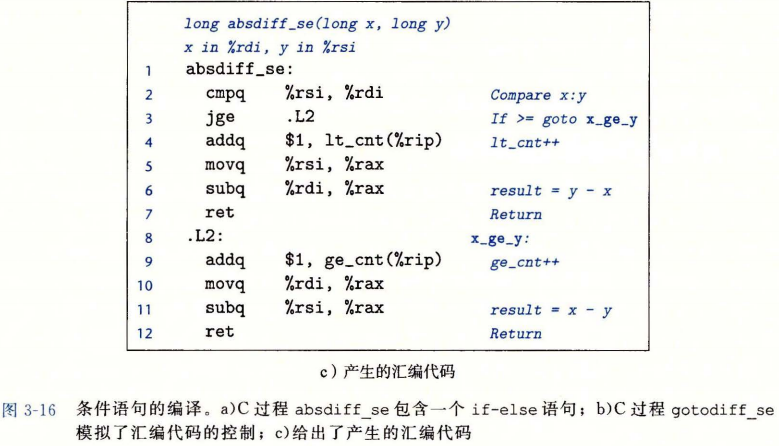 long absdiff_se(long x, long y)
x in %rdi, y in %rsi
1 absdiff_se:
2 cmpq %rsi, %rdi Compare x:y
3 jge .L2 If >= goto x_ge_y
4 addq $1, lt_cnt(%rip) lt_cnt++
5 movq %rsi, %rax
6 subq %rdi, %rax result = y - x
7 ret Return
8 .L2: x_ge_y:
9 addq $1, ge_cnt(%rip) ge_cnt++
10 movq %rdi, %rax
11 subq %rsi, %rax result = x - y
12 ret Return
c）产生的汇编代码
图 3-16 条件语句的编译。a)C 过程 absdiff_se 包含一个 if-else 语句；b)C 过程 gotodiff_se
模拟了汇编代码的控制；c)给出了产生的汇编代码